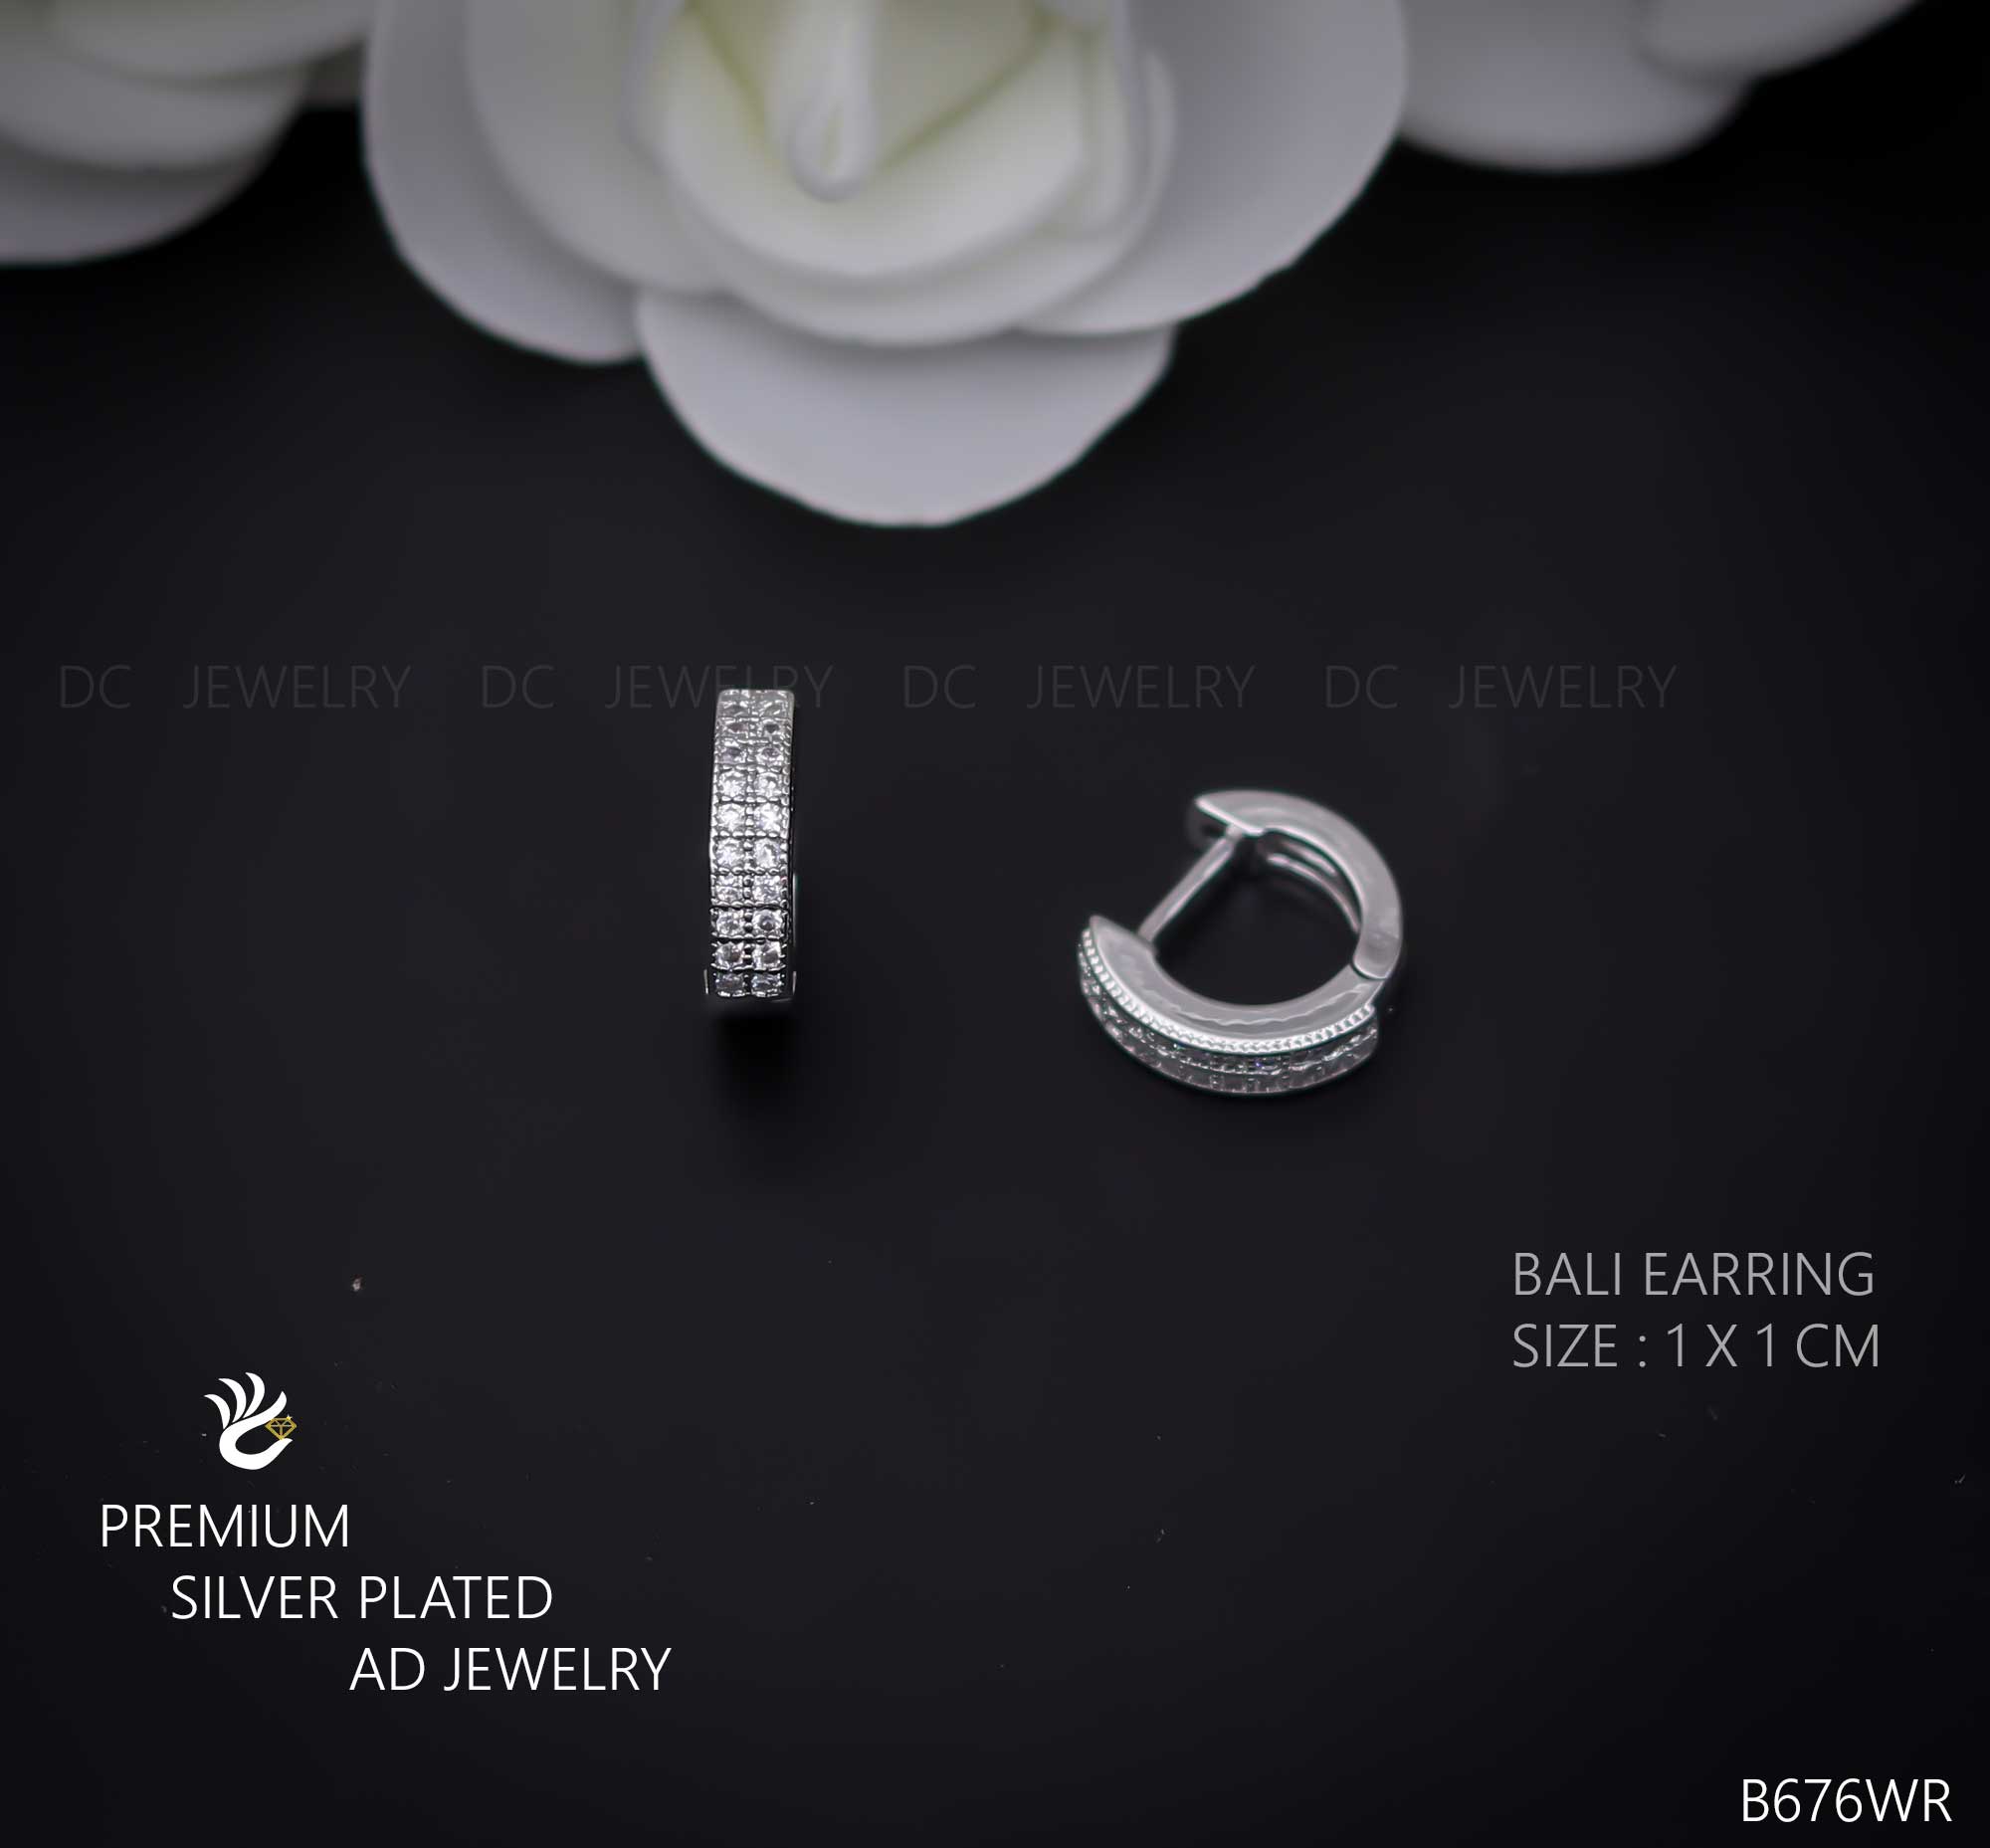 DC JEWELRY DC JEWELRY DC JEWELRY DC JEWELRY
BALI EARRING
SIZE : 1 X 1 CM
PREMIUM
SILVER PLATED
AD JEWELRY
B676WR